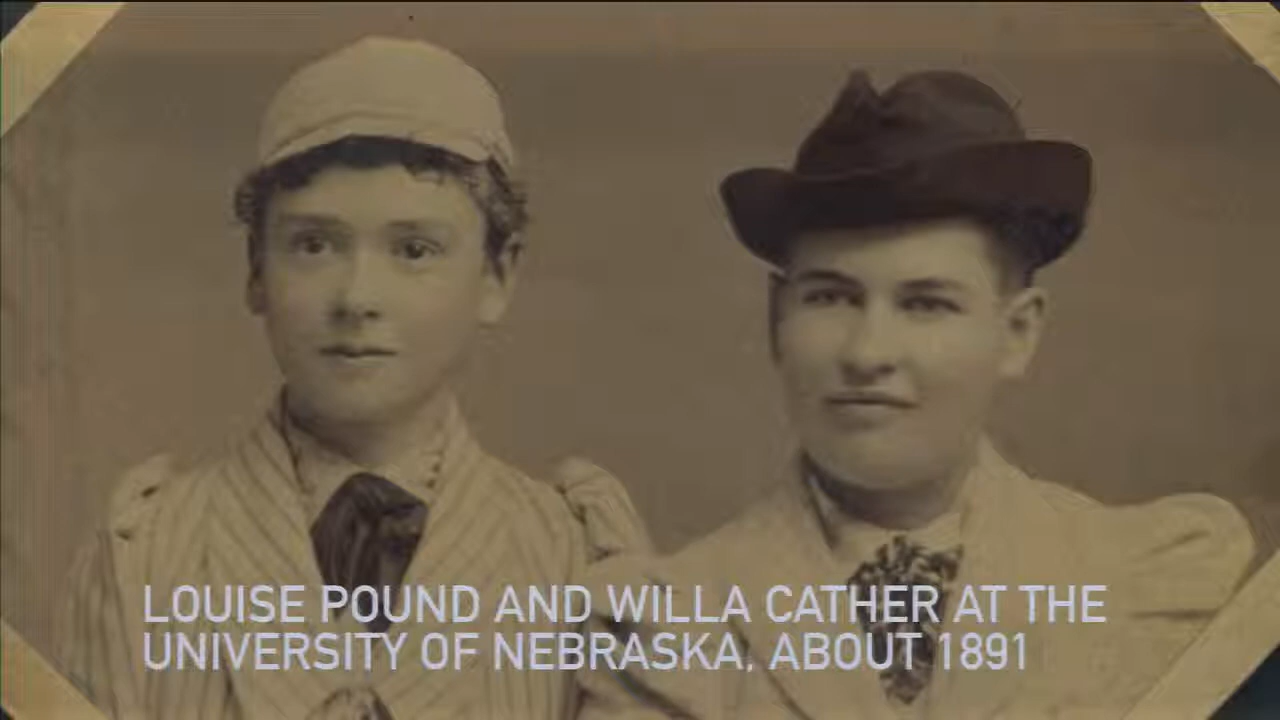 LOUISE POUND AND WILLA CATHER AT THE
UNIVERSITY OF NEBRASKA, ABOUT 1891